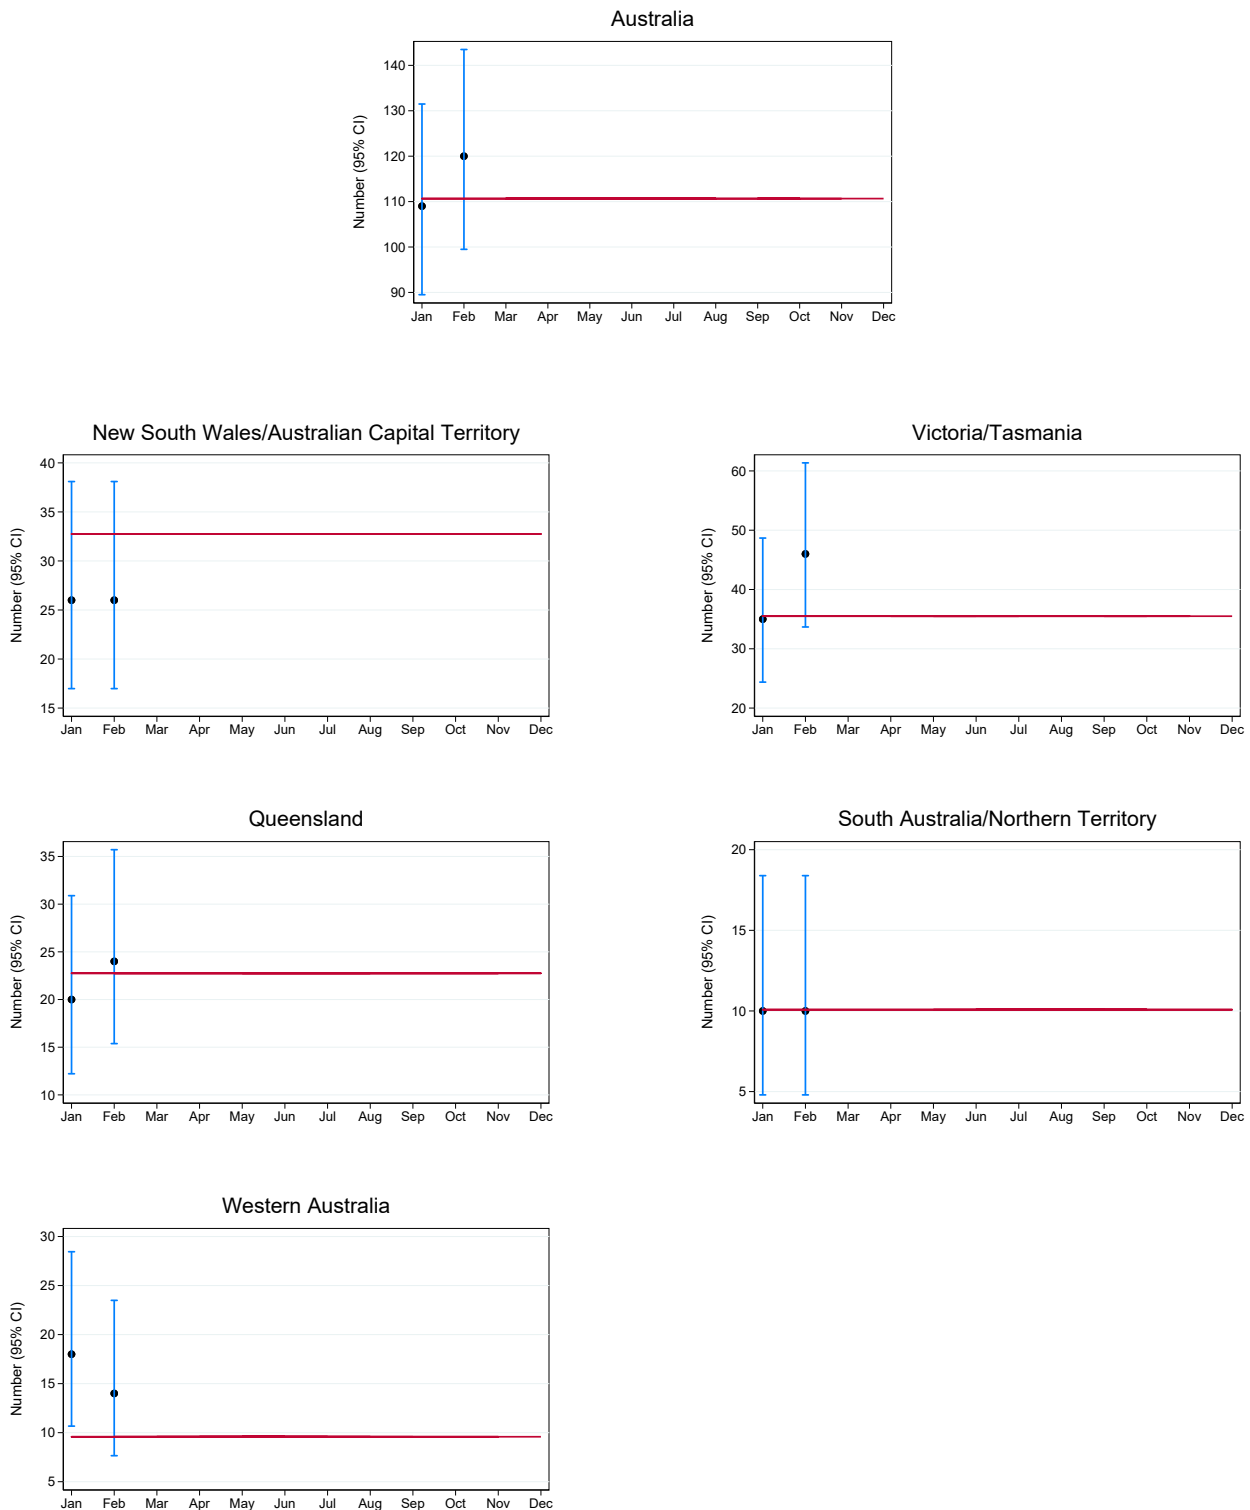 Australia
Number (95% CI)
140
130
120
110
100
90
Jan Feb Mar Apr May Jun Jul Aug Sep Oct Nov Dec
New South Wales/Australian Capital Territory
Number (95% CI)
40
35
30
25
20
15
Jan Feb Mar Apr May Jun Jul Aug Sep Oct Nov Dec
Victoria/Tasmania
Number (95% CI)
60
50
40
30
20
Jan Feb Mar Apr May Jun Jul Aug Sep Oct Nov Dec
Queensland
Number (95% CI)
35
30
25
20
15
10
Jan Feb Mar Apr May Jun Jul Aug Sep Oct Nov Dec
South Australia/Northern Territory
Number (95% CI)
20
15
10
5
Jan Feb Mar Apr May Jun Jul Aug Sep Oct Nov Dec
Western Australia
Number (95% CI)
30
25
20
15
10
5
Jan Feb Mar Apr May Jun Jul Aug Sep Oct Nov Dec